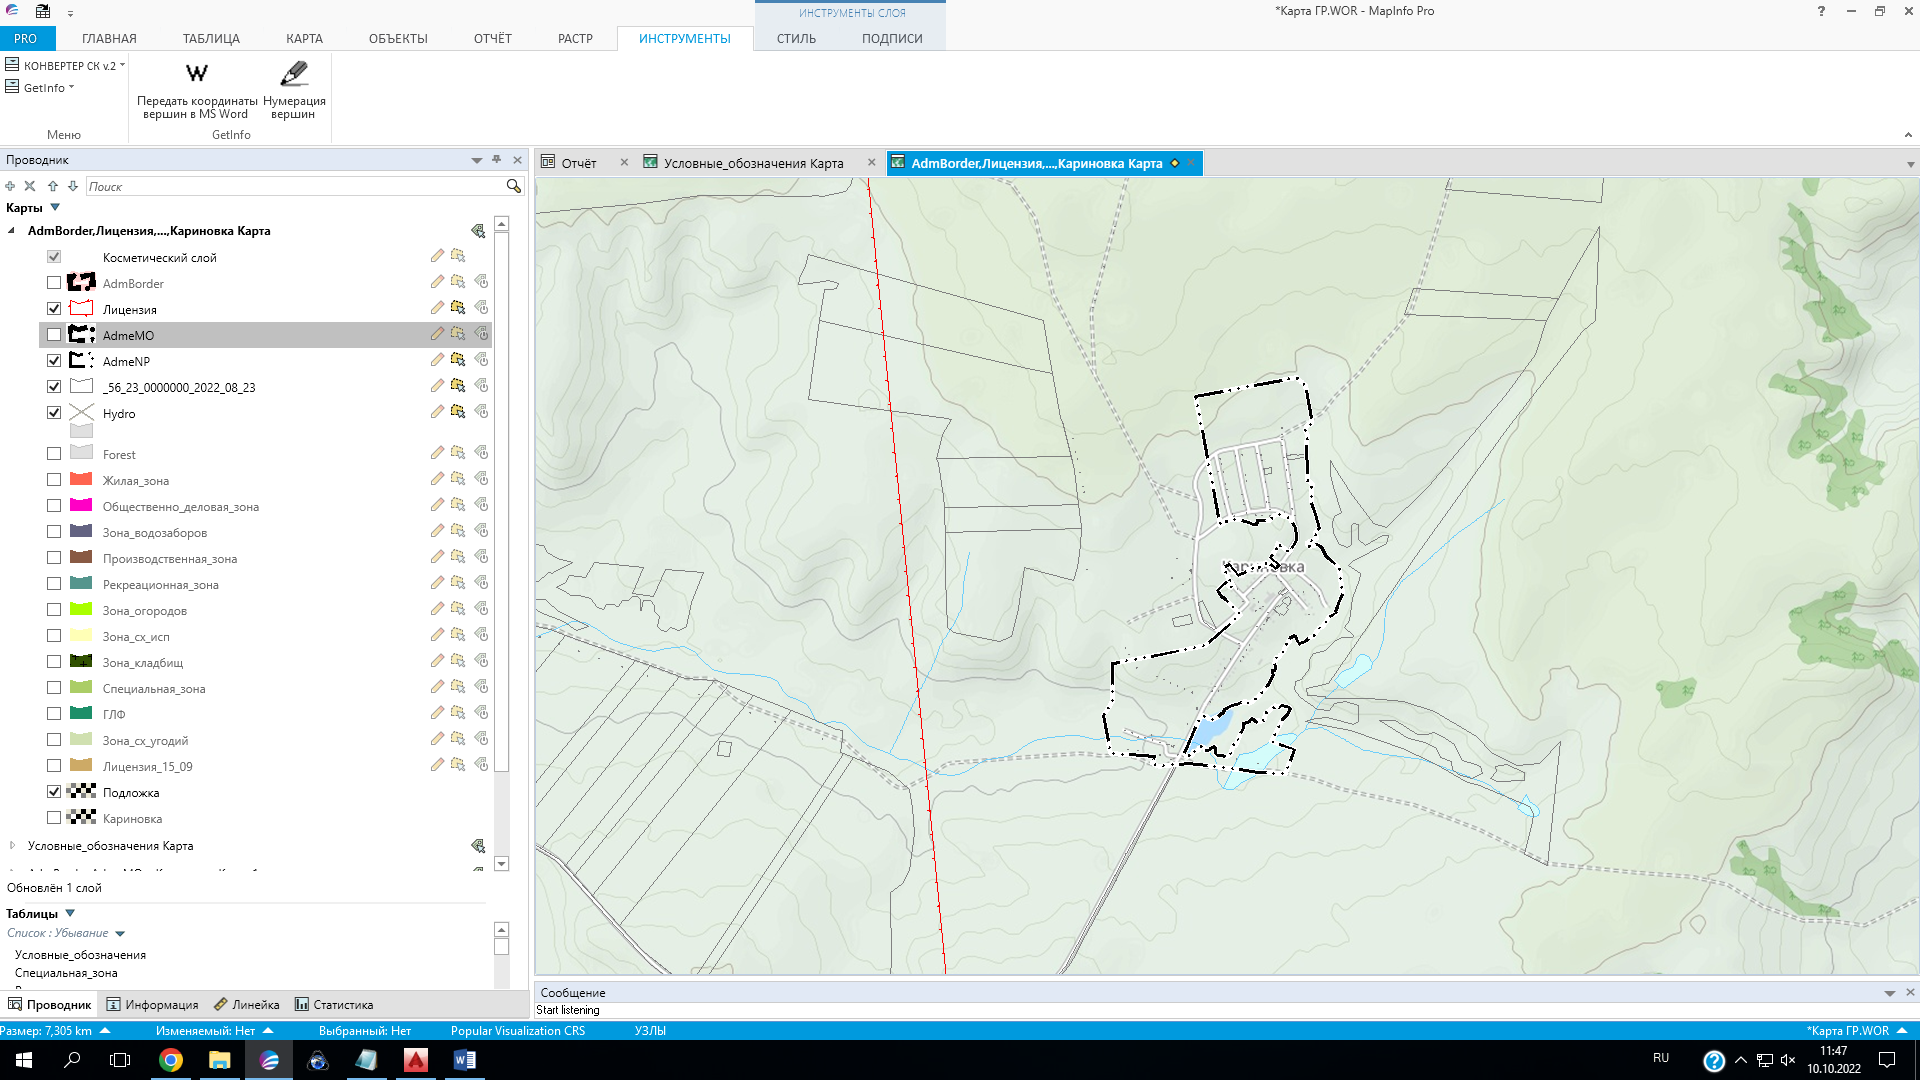 *Карта ГР.WOR - MapInfo Pro
ИНСТРУМЕНТЫ СЛОЯ
PRO ГЛАВНАЯ ТАБЛИЦА КАРТА ОБЪЕКТЫ ОТЧЁТ РАСТР ИНСТРУМЕНТЫ СТИЛЬ ПОДПИСИ
КОНВЕРТЕР СК v.2
GetInfo
Меню
W
Передать координаты вершин в MS Word
Нумерация вершин
GetInfo
Проводник
Поиск
Карты
AdmBorder,Лицензия,...,Кариновка Карта
Косметический слой
AdmBorder
Лицензия
AdmeMO
AdmeNP
_56_23_0000000_2022_08_23
Hydro
Forest
Жилая_зона
Общественно_деловая_зона
Зона_водозаборов
Производственная_зона
Рекреационная_зона
Зона_огородов
Зона_сх_исп
Зона_кладбищ
Специальная_зона
ГЛФ
Зона_сх_угодий
Лицензия_15_09
Подложка
Кариновка
Условные_обозначения Карта
Обновлён 1 слой
Таблицы
Список : Убывание
Условные_обозначения
Специальная_зона
Проводник Информация Линейка Статистика
Отчёт
Условные_обозначения Карта
AdmBorder,Лицензия,...,Кариновка Карта
Кариновка
Сообщение
Start listening
Размер: 7,305 km Изменяемый: Нет Выбранный: Нет Popular Visualization CRS УЗЛЫ *Карта ГР.WOR
RU
11:47
10.10.2022